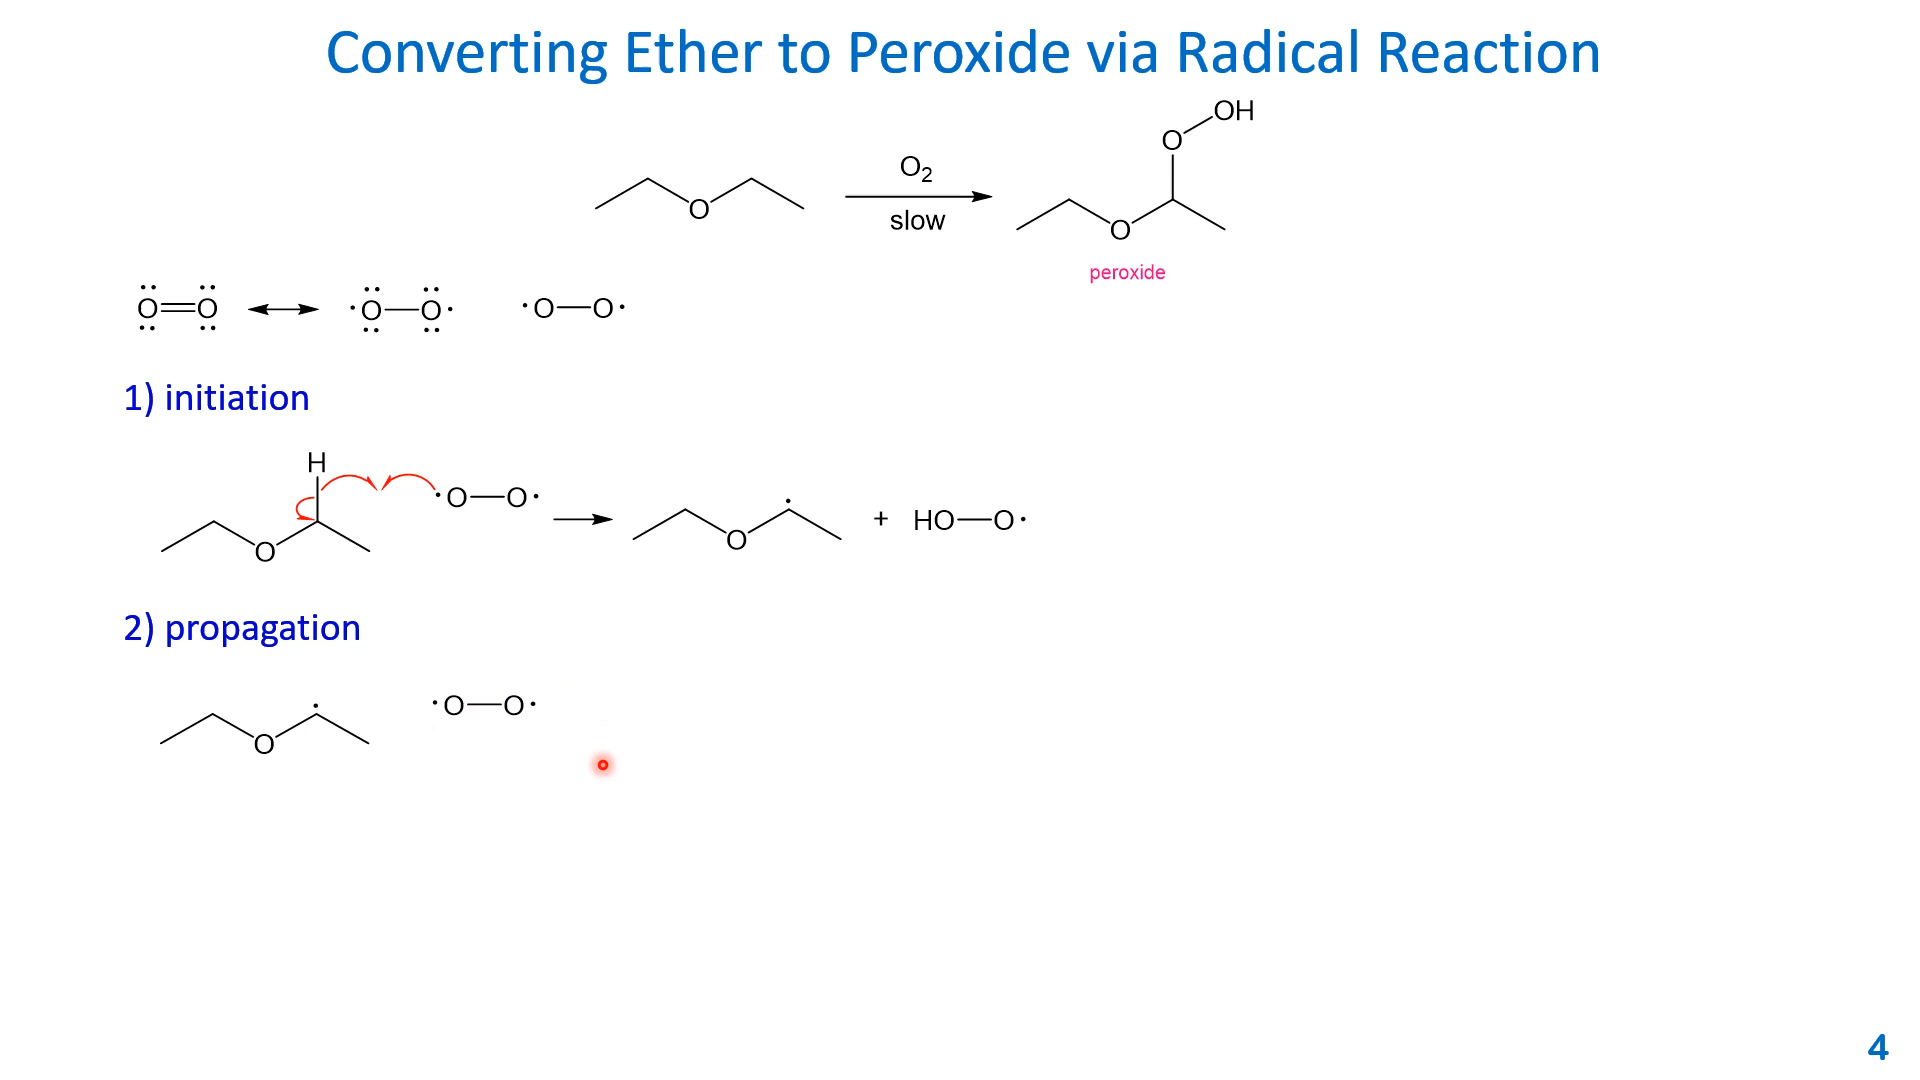 Converting Ether to Peroxide via Radical Reaction
OH
O
O₂
O
slow
O
peroxide
O=O ·O—O· ·O—O·
1) initiation
H
·O—O·
O
O
+ HO—O·
2) propagation
·O—O·
O
4